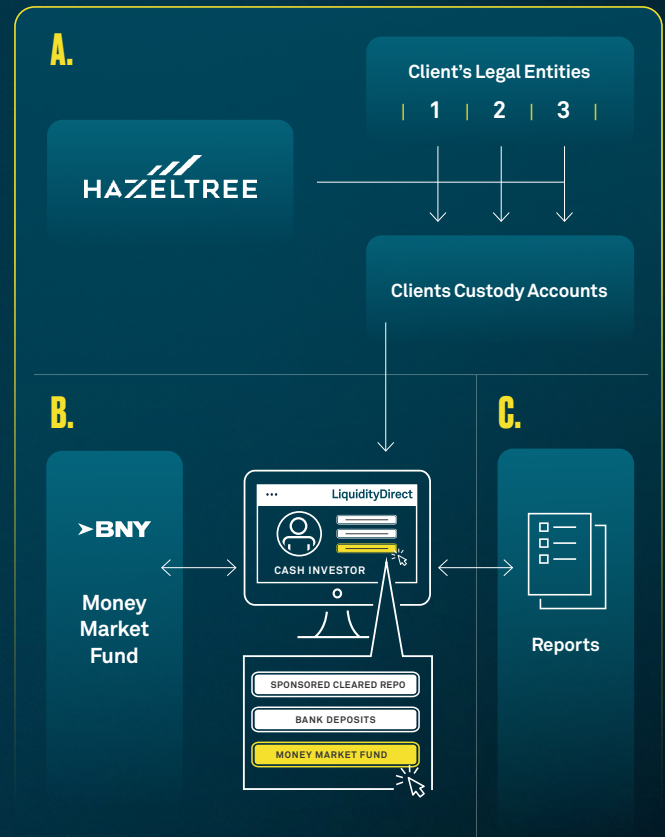 A.
Client's Legal Entities
| 1 | 2 | 3 |
HAZELTREE
Clients Custody Accounts
B.
BNY
Money
Market
Fund
LiquidityDirect
CASH INVESTOR
SPONSORED CLEARED REPO
BANK DEPOSITS
MONEY MARKET FUND
C.
Reports